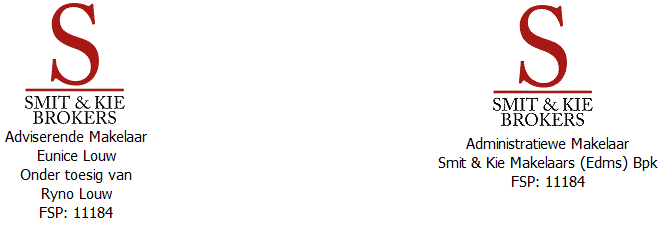 S
SMIT & KIE
BROKERS
Adviserende Makelaar
Eunice Louw
Onder toesig van
Ryno Louw
FSP: 11184
S
SMIT & KIE
BROKERS
Administratiewe Makelaar
Smit & Kie Makelaars (Edms) Bpk
FSP: 11184